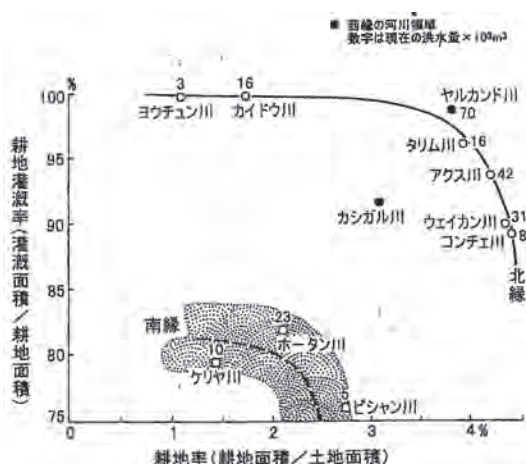 ■ 西縁の河川領域
数字は現在の洪水量×10³m³
%
100
95
90
85
80
75
耕地灌漑率(灌漑面積/耕地面積)
3
ヨウチュン川
16
カイドウ川
ヤルカンド川
70
タリム川
16
アクス川
42
カシガル川
ウェイカン川
31
コンチェ川
8
北縁
南縁
23
ホータン川
10
ケリヤ川
ピシャン川
0
1
2
3
4%
耕地率(耕地面積/土地面積)